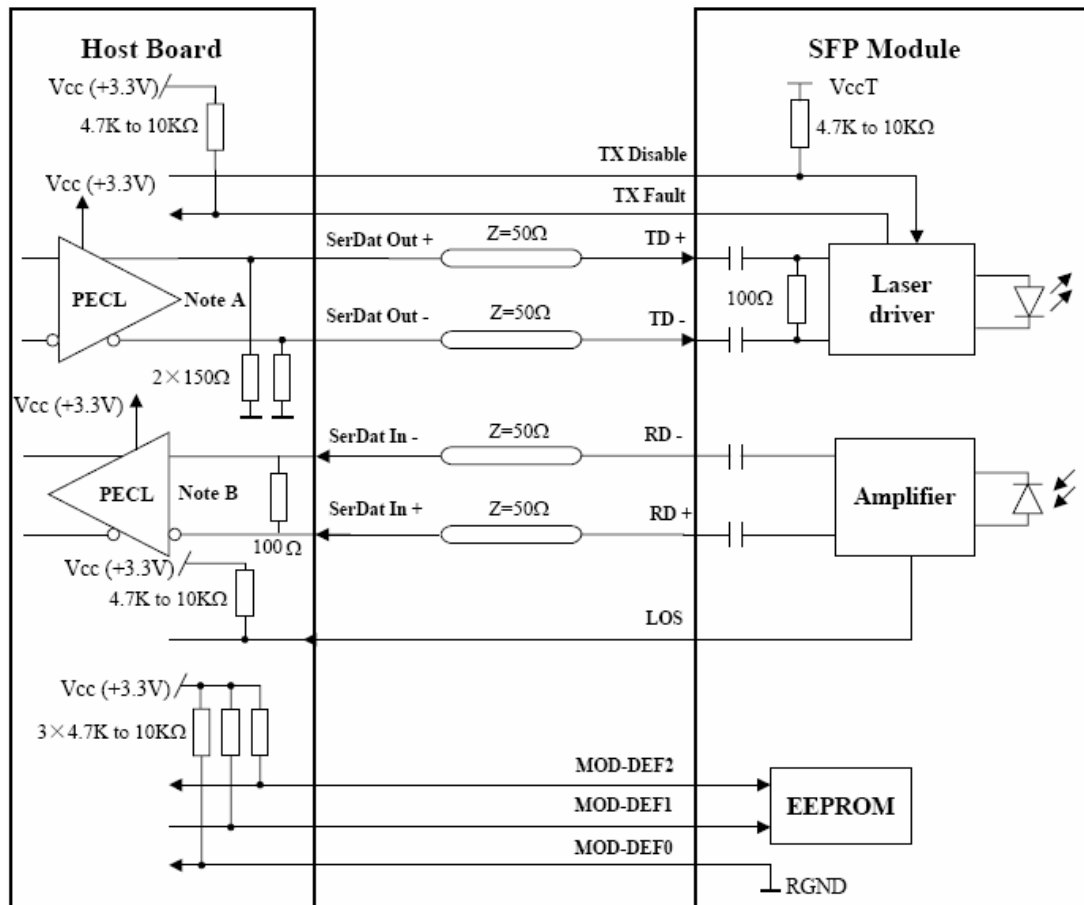 Host Board
SFP Module
Vcc (+3.3V)
4.7K to 10KΩ
VccT
4.7K to 10KΩ
TX Disable
TX Fault
Vcc (+3.3V)
PECL
Note A
SerDat Out +
Z=50Ω
TD +
SerDat Out -
Z=50Ω
TD -
100Ω
Laser
driver
2×150Ω
Vcc (+3.3V)
PECL
Note B
100Ω
SerDat In -
Z=50Ω
RD -
SerDat In +
Z=50Ω
RD +
Amplifier
Vcc (+3.3V)
4.7K to 10KΩ
LOS
Vcc (+3.3V)
3×4.7K to 10KΩ
MOD-DEF2
MOD-DEF1
MOD-DEF0
EEPROM
RGND